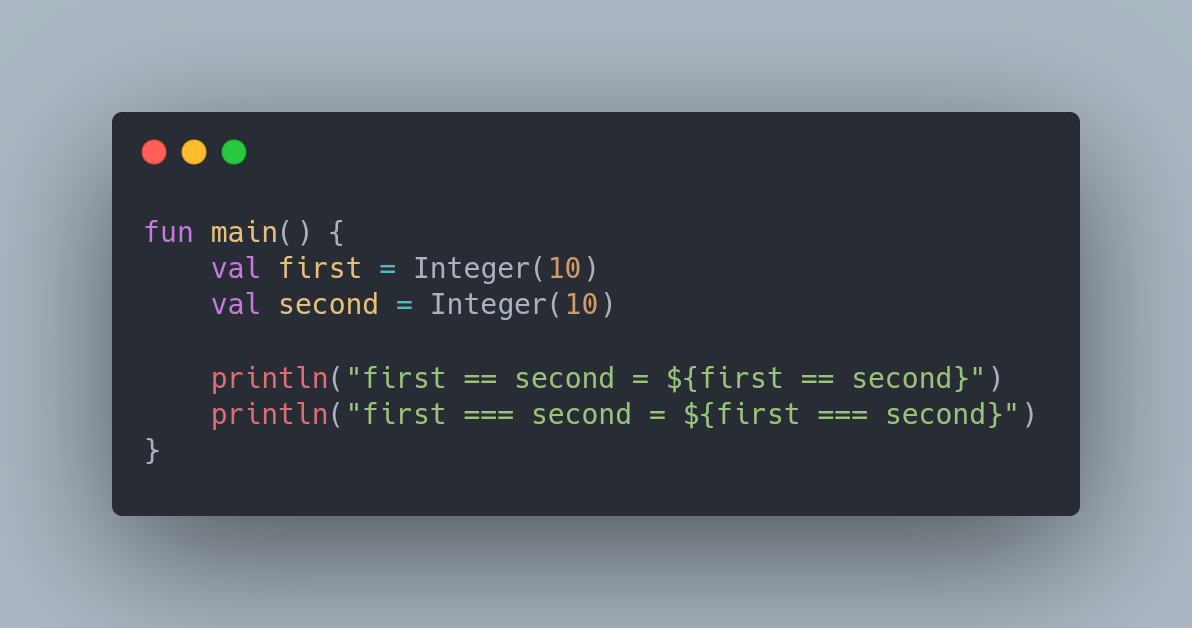 fun main() {
    val first = Integer(10)
    val second = Integer(10)

    println("first == second = ${first == second}")
    println("first === second = ${first === second}")
}